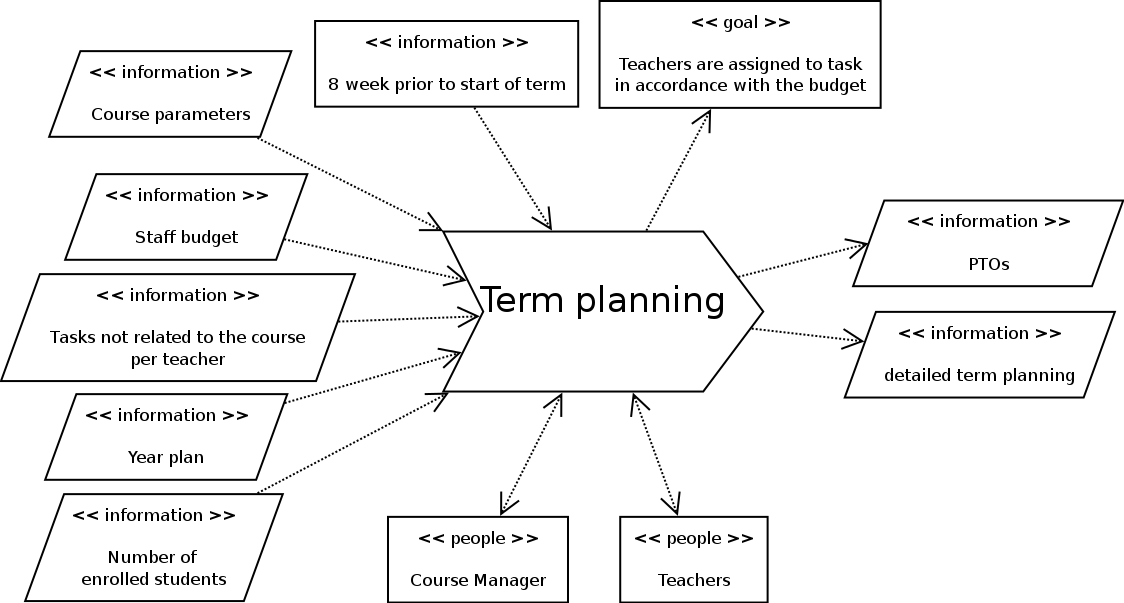 << information >>
Course parameters
<< information >>
8 week prior to start of term
<< goal >>
Teachers are assigned to task
in accordance with the budget
<< information >>
Staff budget
<< information >>
Tasks not related to the course
per teacher
<< information >>
Year plan
<< information >>
Number of
enrolled students
Term planning
<< information >>
PTOs
<< information >>
detailed term planning
<< people >>
Course Manager
<< people >>
Teachers